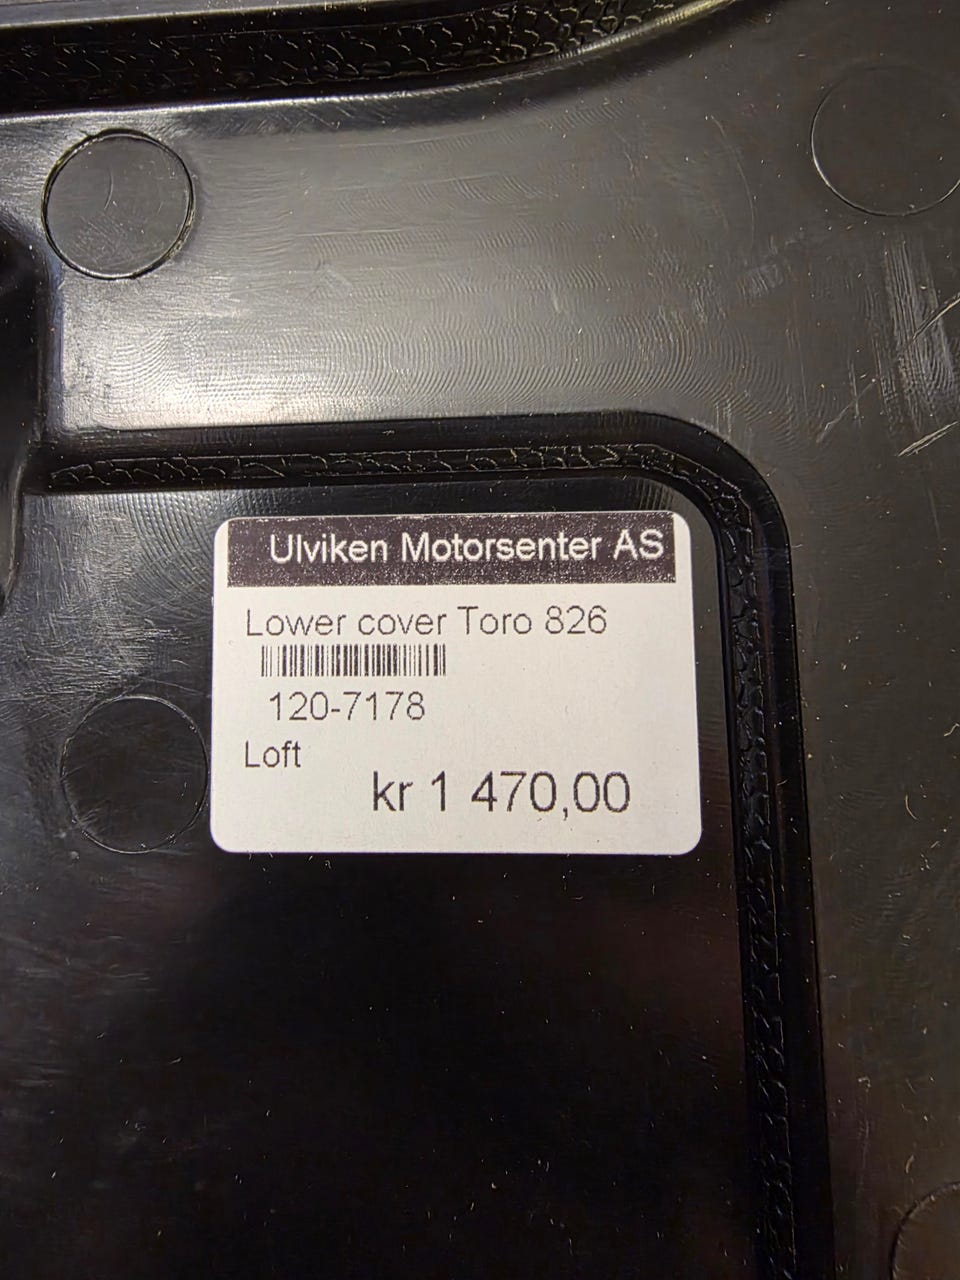 Ulviken Motorsenter AS
Lower cover Toro 826
120-7178
Loft
kr 1 470,00